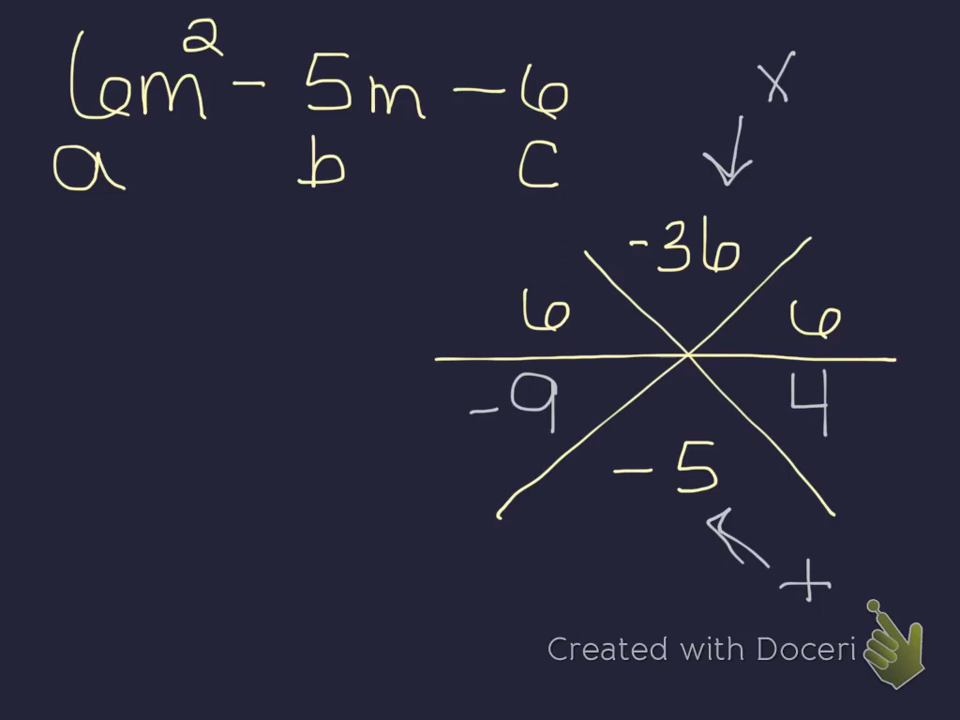 6m² - 5m - 6
a b c
x
-36
6 6
-9 4
-5
+
Created with Doceri